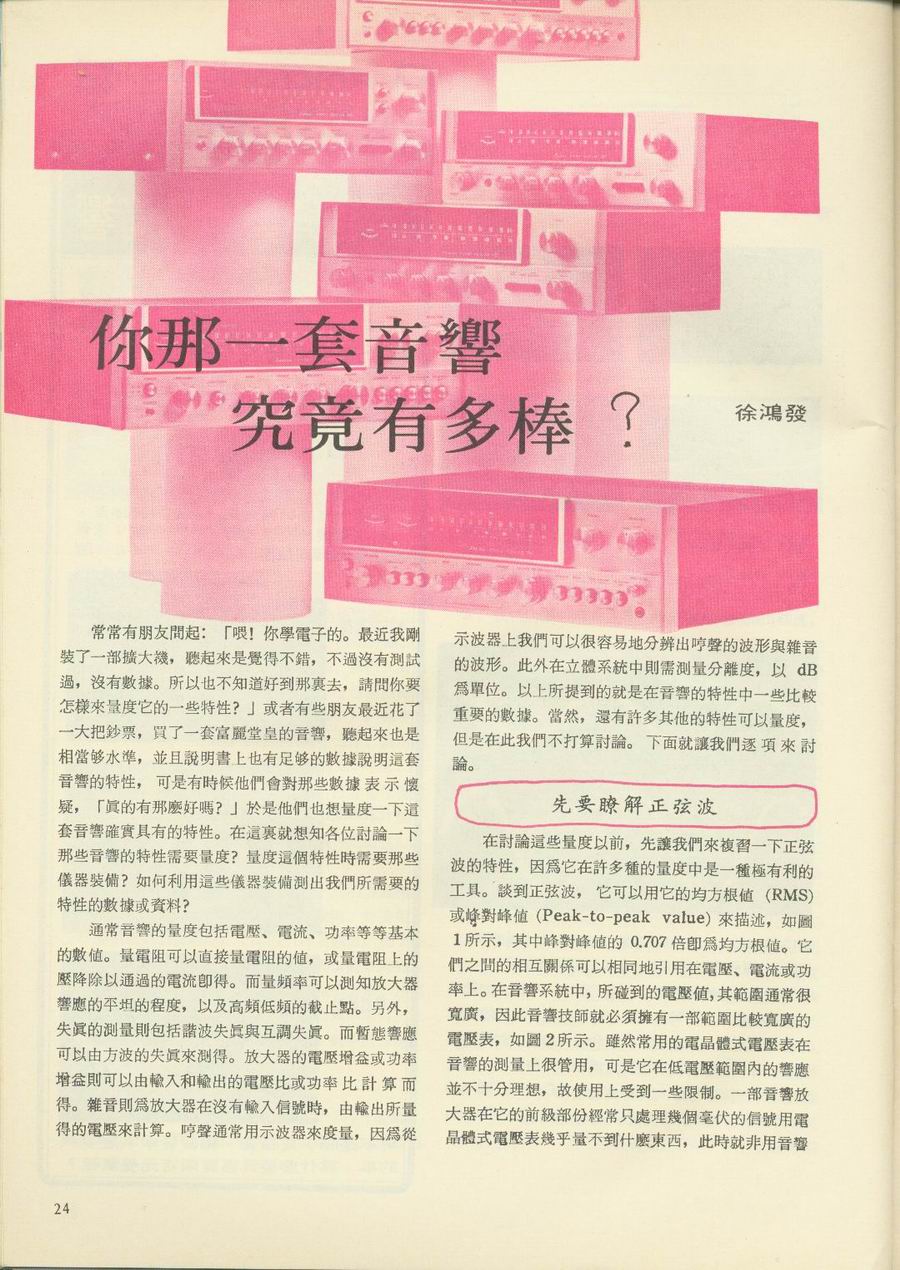 你那一套音響
究竟有多棒？
徐鴻發
常常有朋友問起：「喂！你學電子的。最近我剛
裝了一部擴大機，聽起來是覺得不錯，不過沒有測試
過，沒有數據。所以也不知道好到那裏去，請問你要
怎樣來量度它的一些特性？」或者有些朋友最近花了
一大把鈔票，買了一套富麗堂皇的音響，聽起來也是
相當够水準，並且說明書上也有足够的數據說明這套
音響的特性，可是有時候他們會對那些數據表示懷
疑，「眞的有那麼好嗎？」於是他們也想量度一下這
套音響確實具有的特性。在這裏就想知各位討論一下
那些音響的特性需要量度？量度這個特性時需要那些
儀器裝備？如何利用這些儀器裝備測出我們所需要的
特性的數據或資料？
通常音響的量度包括電壓、電流、功率等等基本
的數值。量電阻可以直接量電阻的値，或量電阻上的
壓降除以通過的電流卽得。而量頻率可以測知放大器
響應的平坦的程度，以及高頻低頻的截止點。另外，
失眞的測量則包括諧波失眞與互調失眞。而暫態響應
可以由方波的失眞來測得。放大器的電壓增益或功率
增益則可以由輸入和輸出的電壓比或功率比計算而
得。雜音則爲放大器在沒有輸入信號時，由輸出所量
得的電壓來計算。哼聲通常用示波器來度量，因爲從
示波器上我們可以很容易地分辨出哼聲的波形與雜音
的波形。此外在立體系統中則需測量分離度，以 dB
爲單位。以上所提到的就是在音響的特性中一些比較
重要的數據。當然，還有許多其他的特性可以量度，
但是在此我們不打算討論。下面就讓我們逐項來討
論。
先要瞭解正弦波
在討論這些量度以前，先讓我們來複習一下正弦
波的特性，因爲它在許多種的量度中是一種極有利的
工具。談到正弦波，它可以用它的均方根値 (RMS)
或峰對峰値 (Peak-to-peak value) 來描述，如圖
1所示，其中峰對峰値的 0.707 倍卽爲均方根値。它
們之間的相互關係可以相同地引用在電壓、電流或功
率上。在音響系統中，所碰到的電壓値，其範圍通常很
寬廣，因此音響技師就必須擁有一部範圍比較寬廣的
電壓表，如圖2所示。雖然常用的電晶體式電壓表在
音響的測量上很管用，可是它在低電壓範圍內的響應
並不十分理想，故使用上受到一些限制。一部音響放
大器在它的前級部份經常只處理幾個毫伏的信號用電
晶體式電壓表幾乎量不到什麼東西，此時就非用音響
24